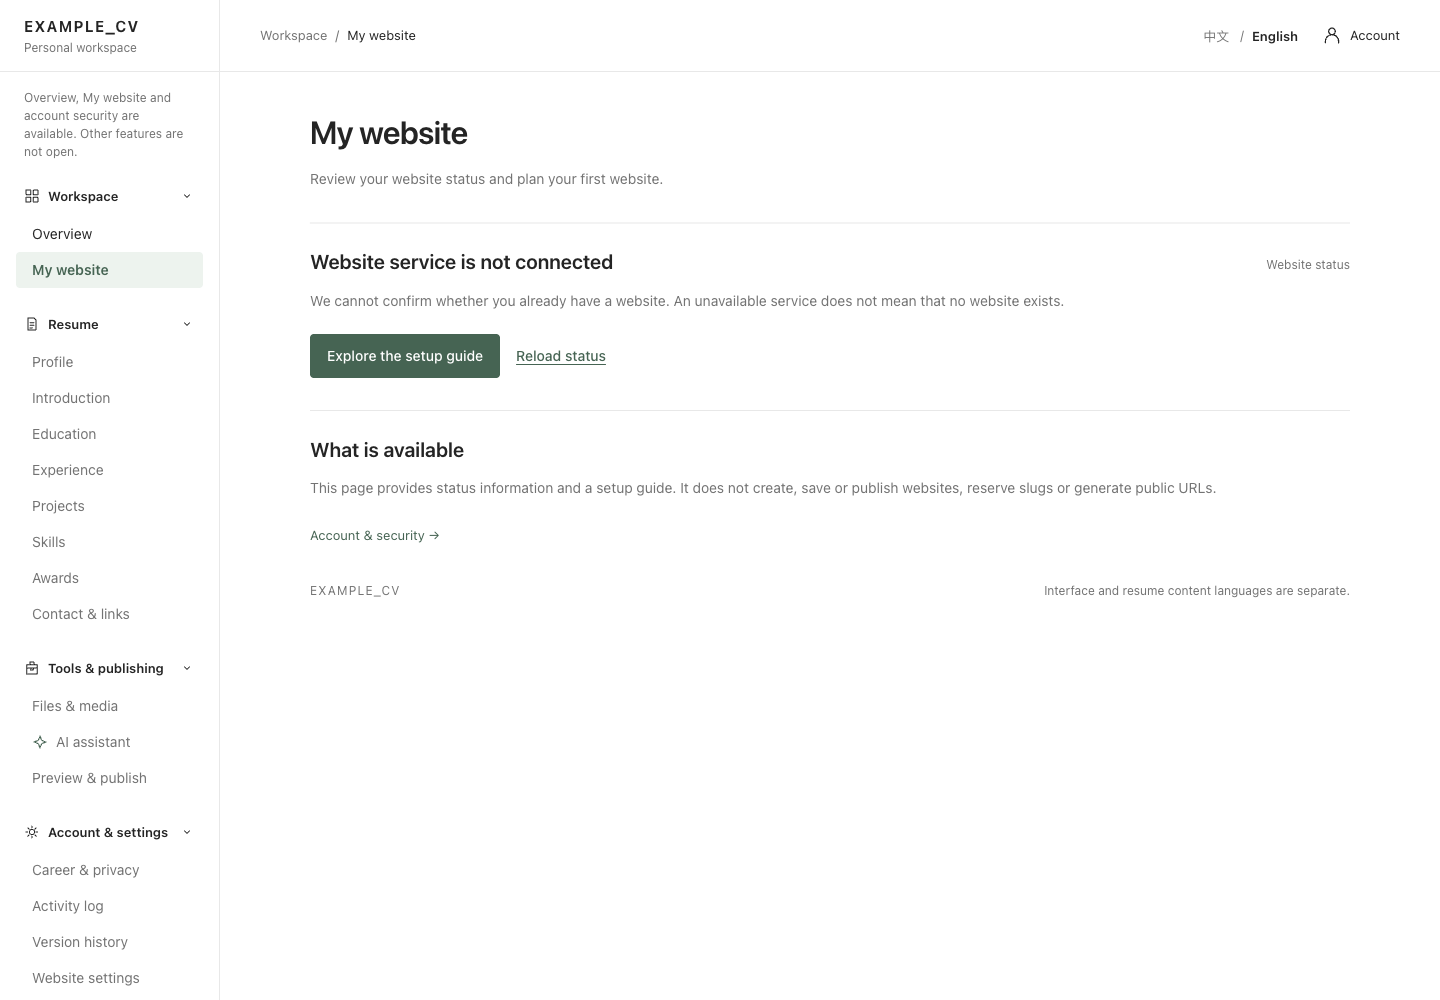 EXAMPLE_CV
Personal workspace
Workspace / My website
中文 / English
Account
Overview, My website and
account security are
available. Other features are
not open.
Workspace
Overview
My website
Resume
Profile
Introduction
Education
Experience
Projects
Skills
Awards
Contact & links
Tools & publishing
Files & media
AI assistant
Preview & publish
Account & settings
Career & privacy
Activity log
Version history
Website settings
My website
Review your website status and plan your first website.
Website service is not connected
Website status
We cannot confirm whether you already have a website. An unavailable service does not mean that no website exists.
Explore the setup guide
Reload status
What is available
This page provides status information and a setup guide. It does not create, save or publish websites, reserve slugs or generate public URLs.
Account & security →
EXAMPLE_CV
Interface and resume content languages are separate.